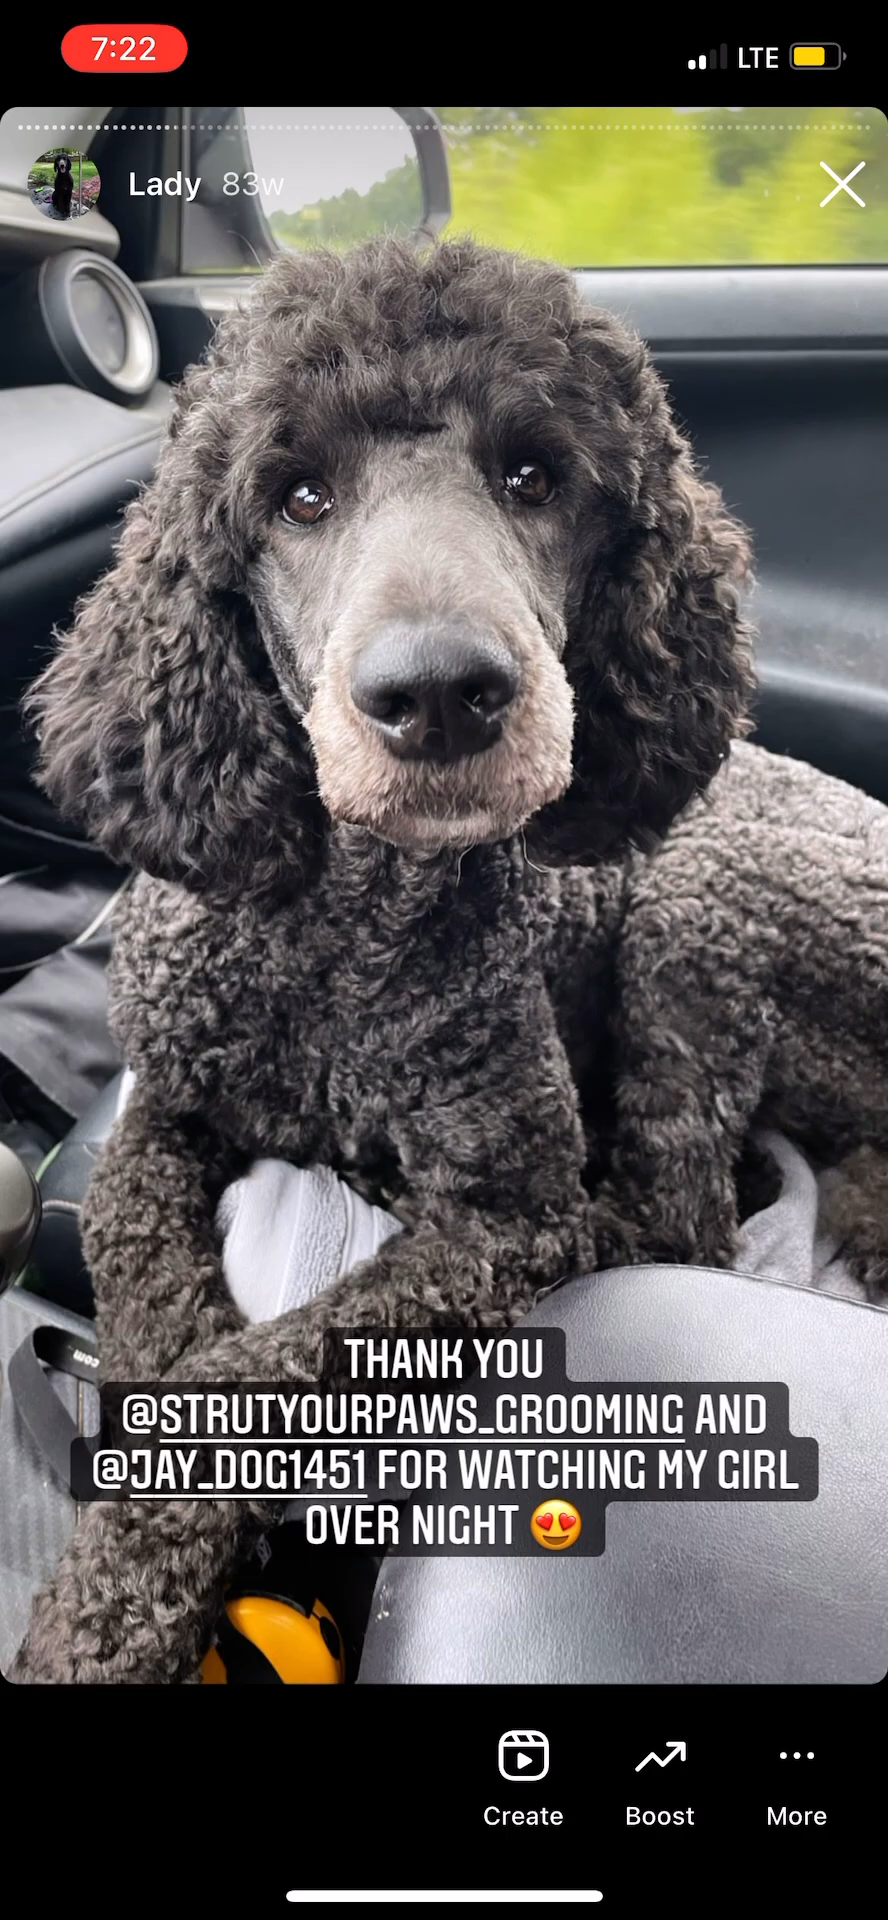 7:22
LTE
Lady 83w
THANK YOU
@STRUTYOURPAWS_GROOMING AND
@JAY_DOG1451 FOR WATCHING MY GIRL
OVER NIGHT 😍
com
Create Boost More